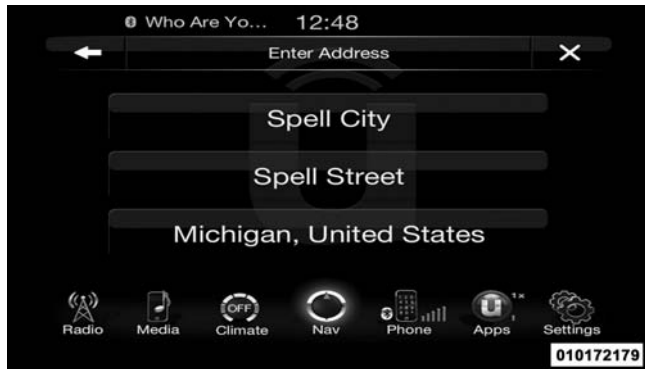 Who Are Yo... 12:48
Enter Address
Spell City
Spell Street
Michigan, United States
OFF 1x
Radio Media Climate Nav Phone Apps Settings
010172179